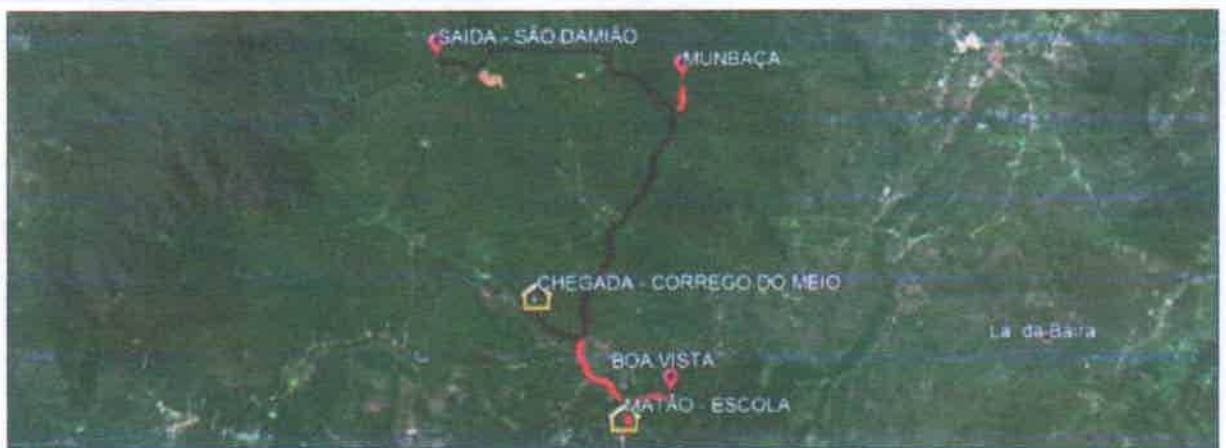 SAIDA - SÃO DAMIÃO
MUNBAÇA
CHEGADA - CORREGO DO MEIO
La da Barra
BOA VISTA
MATÃO - ESCOLA